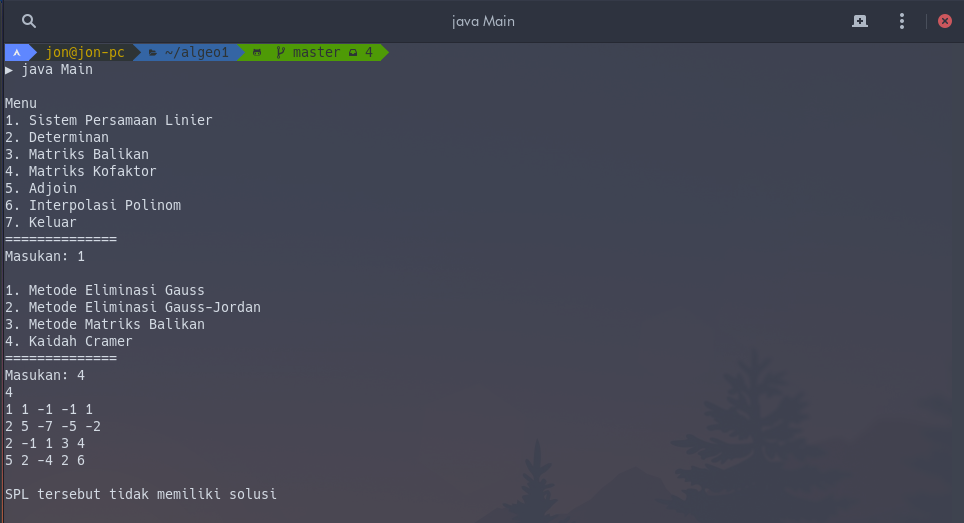 java Main
jon@jon-pc ~/algeo1 master 4
▶ java Main
Menu
1. Sistem Persamaan Linier
2. Determinan
3. Matriks Balikan
4. Matriks Kofaktor
5. Adjoin
6. Interpolasi Polinom
7. Keluar
==============
Masukan: 1
1. Metode Eliminasi Gauss
2. Metode Eliminasi Gauss-Jordan
3. Metode Matriks Balikan
4. Kaidah Cramer
==============
Masukan: 4
4
1 1 -1 -1 1
2 5 -7 -5 -2
2 -1 1 3 4
5 2 -4 2 6
SPL tersebut tidak memiliki solusi